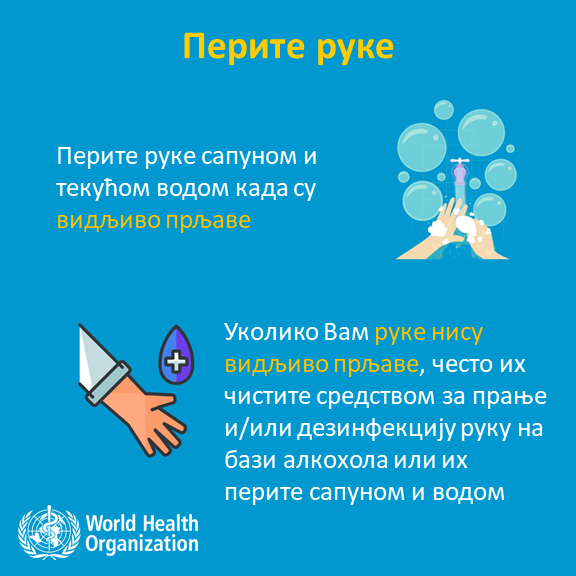 Перите руке
Перите руке сапуном и
текућом водом када су
видљиво прљаве
Уколико Вам руке нису
видљиво прљаве, често их
чистите средством за прање
и/или дезинфекцију руку на
бази алкохола или их
перите сапуном и водом
World Health
Organization